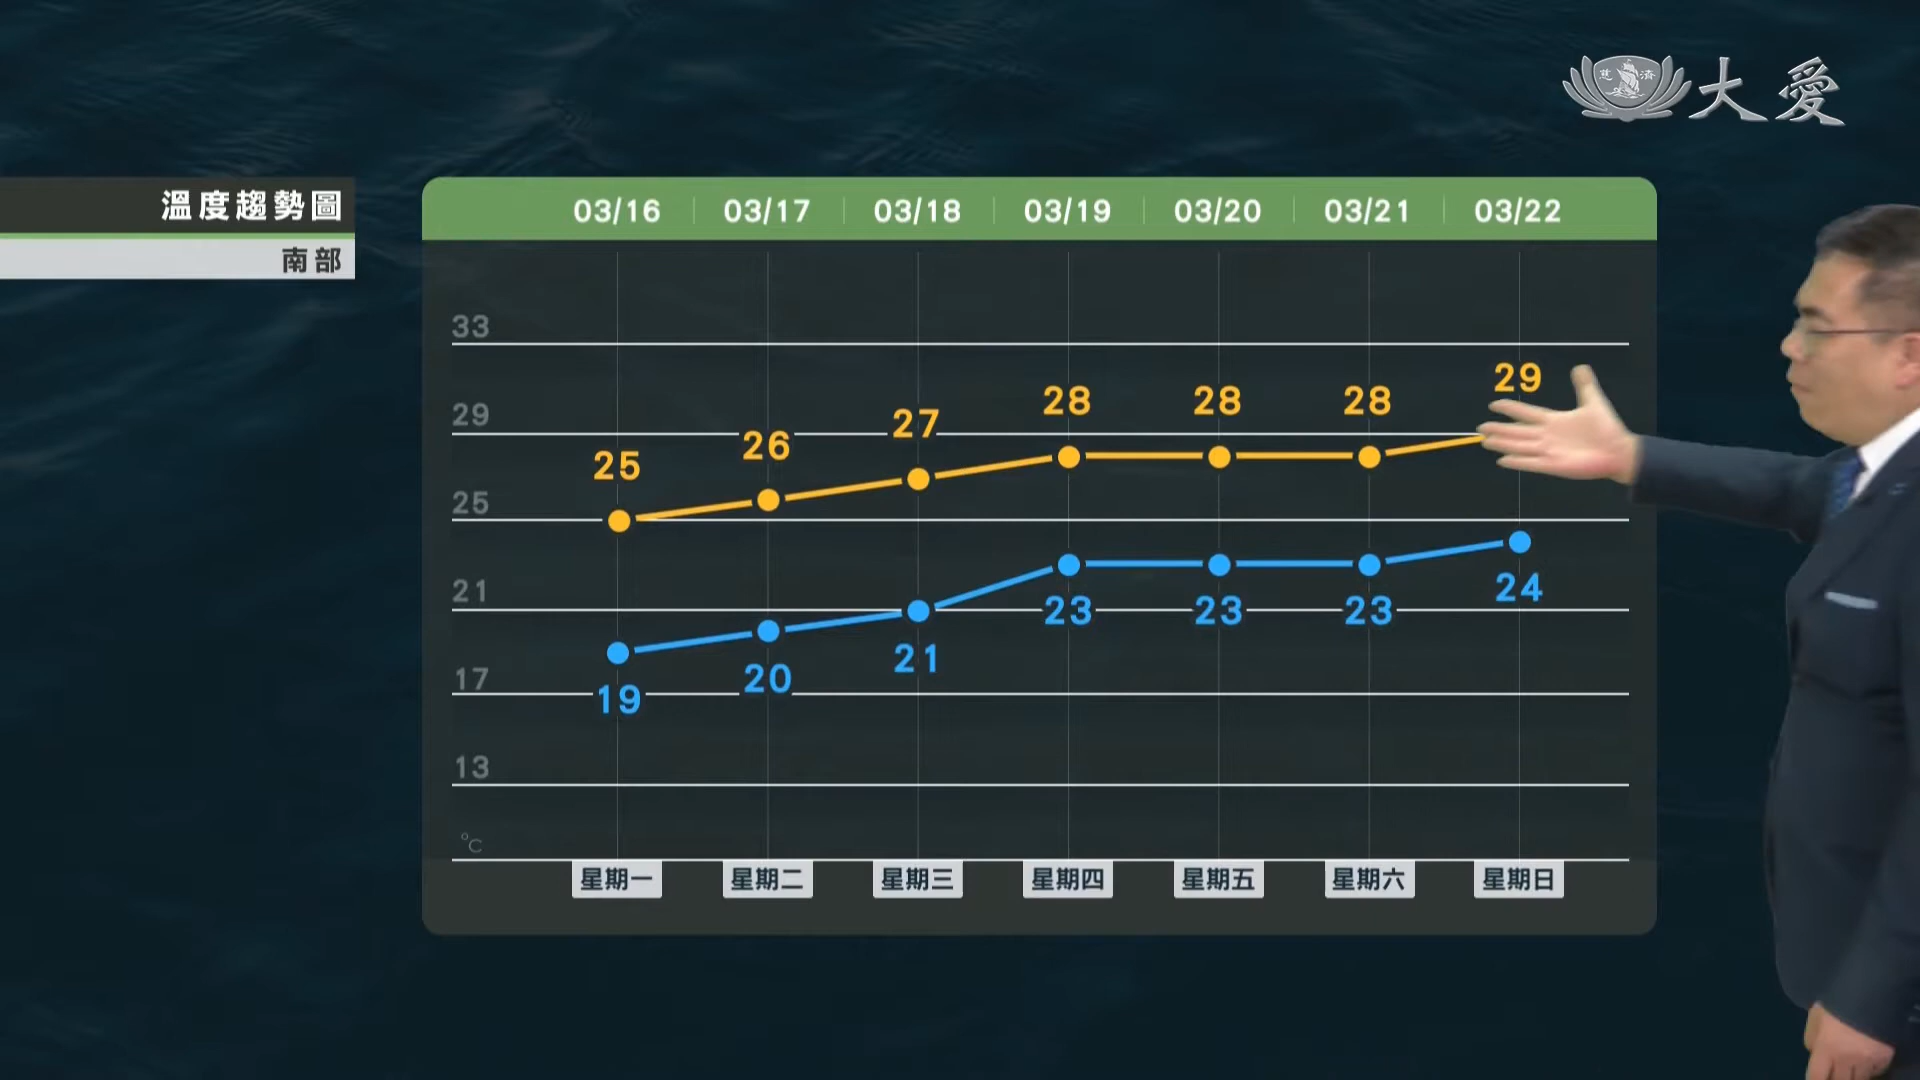 慈濟 大愛
溫度趨勢圖
南部
03/16 03/17 03/18 03/19 03/20 03/21 03/22
33
29
25
21
17
13
°C
25 26 27 28 28 28 29
19 20 21 23 23 23 24
星期一 星期二 星期三 星期四 星期五 星期六 星期日